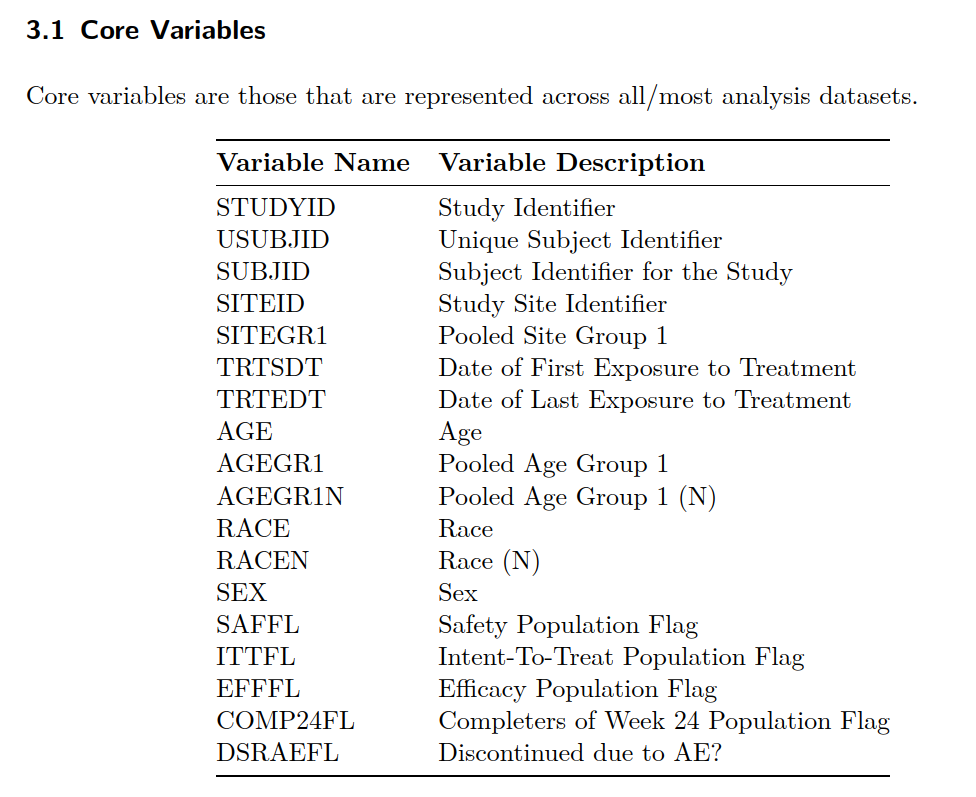 3.1 Core Variables
Core variables are those that are represented across all/most analysis datasets.
Variable Name Variable Description
STUDYID Study Identifier
USUBJID Unique Subject Identifier
SUBJID Subject Identifier for the Study
SITEID Study Site Identifier
SITEGR1 Pooled Site Group 1
TRTSDT Date of First Exposure to Treatment
TRTEDT Date of Last Exposure to Treatment
AGE Age
AGEGR1 Pooled Age Group 1
AGEGR1N Pooled Age Group 1 (N)
RACE Race
RACEN Race (N)
SEX Sex
SAFFL Safety Population Flag
ITTFL Intent-To-Treat Population Flag
EFFFL Efficacy Population Flag
COMP24FL Completers of Week 24 Population Flag
DSRAEFL Discontinued due to AE?